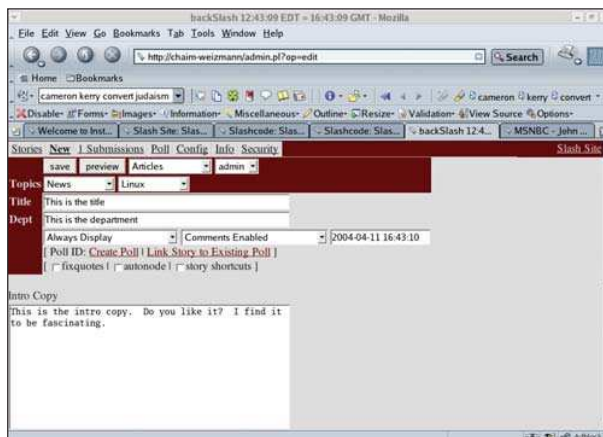 backSlash 12:43:09 EDT = 16:43:09 GMT - Mozilla
File Edit View Go Bookmarks Tab Tools Window Help
http://chaim-weizmann/admin.pl?op=edit Search
Home Bookmarks
cameron kerry convert judaism cameron kerry convert
Disable Forms Images Information Miscellaneous Outline Resize Validation View Source Options
Welcome to Inst... Slash Site: Slas... Slashcode: Slas... Slashcode: Slas... backSlash 12:4... MSNBC - John ...
Stories New 1 Submissions Poll Config Info Security Slash Site
save preview Articles admin
Topics News Linux
Title This is the title
Dept This is the department
Always Display Comments Enabled 2004-04-11 16:43:10
[ Poll ID: Create Poll | Link Story to Existing Poll ]
[ fixquotes | autonode | story shortcuts ]
Intro Copy
This is the intro copy. Do you like it? I find it
to be fascinating.